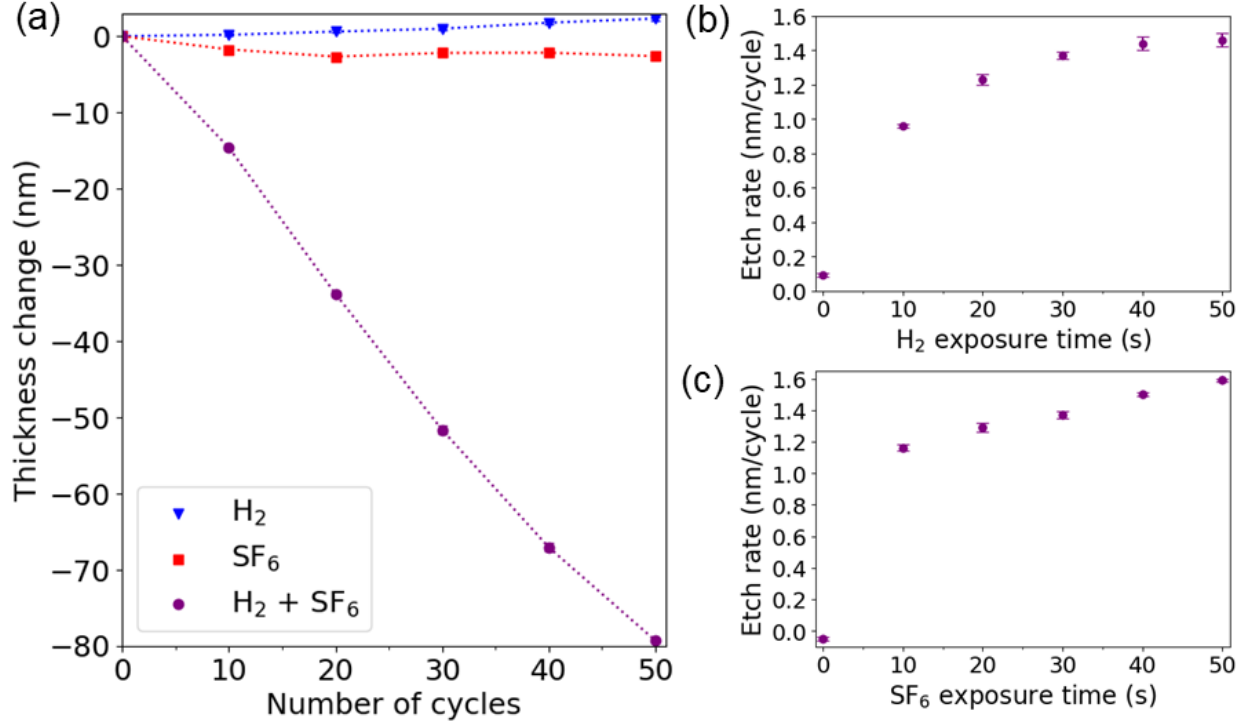 (a)
Thickness change (nm)
0
−10
−20
−30
−40
−50
−60
−70
−80
H₂
SF₆
H₂ + SF₆
0 10 20 30 40 50
Number of cycles
(b)
Etch rate (nm/cycle)
1.6
1.4
1.2
1.0
0.8
0.6
0.4
0.2
0.0
0 10 20 30 40 50
H₂ exposure time (s)
(c)
Etch rate (nm/cycle)
1.6
1.4
1.2
1.0
0.8
0.6
0.4
0.2
0.0
0 10 20 30 40 50
SF₆ exposure time (s)